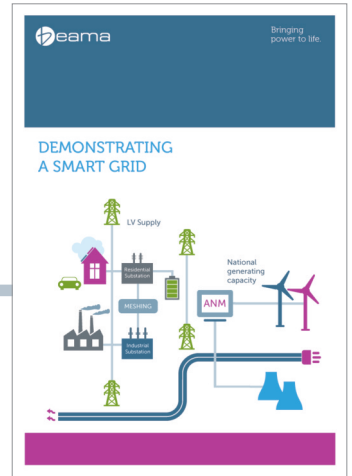 beama
Bringing
power to life.
DEMONSTRATING
A SMART GRID
LV Supply
Residential
Substation
MESHING
Industrial
Substation
National
generating
capacity
ANM